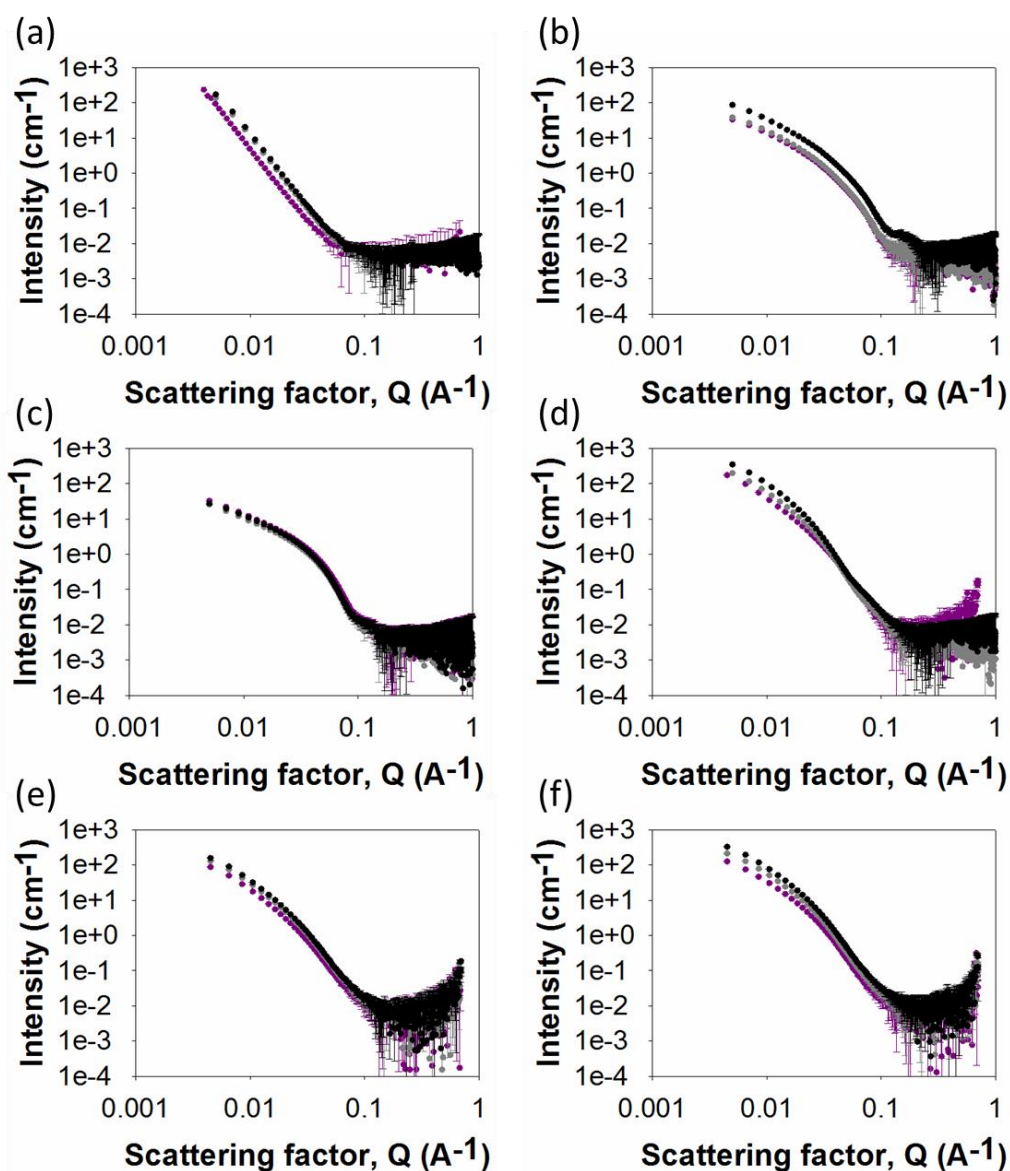 (a)
Intensity (cm-1)
1e+3
1e+2
1e+1
1e+0
1e-1
1e-2
1e-3
1e-4
0.001 0.01 0.1 1
Scattering factor, Q (A-1)
(b)
Intensity (cm-1)
1e+3
1e+2
1e+1
1e+0
1e-1
1e-2
1e-3
1e-4
0.001 0.01 0.1 1
Scattering factor, Q (A-1)
(c)
Intensity (cm-1)
1e+3
1e+2
1e+1
1e+0
1e-1
1e-2
1e-3
1e-4
0.001 0.01 0.1 1
Scattering factor, Q (A-1)
(d)
Intensity (cm-1)
1e+3
1e+2
1e+1
1e+0
1e-1
1e-2
1e-3
1e-4
0.001 0.01 0.1 1
Scattering factor, Q (A-1)
(e)
Intensity (cm-1)
1e+3
1e+2
1e+1
1e+0
1e-1
1e-2
1e-3
1e-4
0.001 0.01 0.1 1
Scattering factor, Q (A-1)
(f)
Intensity (cm-1)
1e+3
1e+2
1e+1
1e+0
1e-1
1e-2
1e-3
1e-4
0.001 0.01 0.1 1
Scattering factor, Q (A-1)